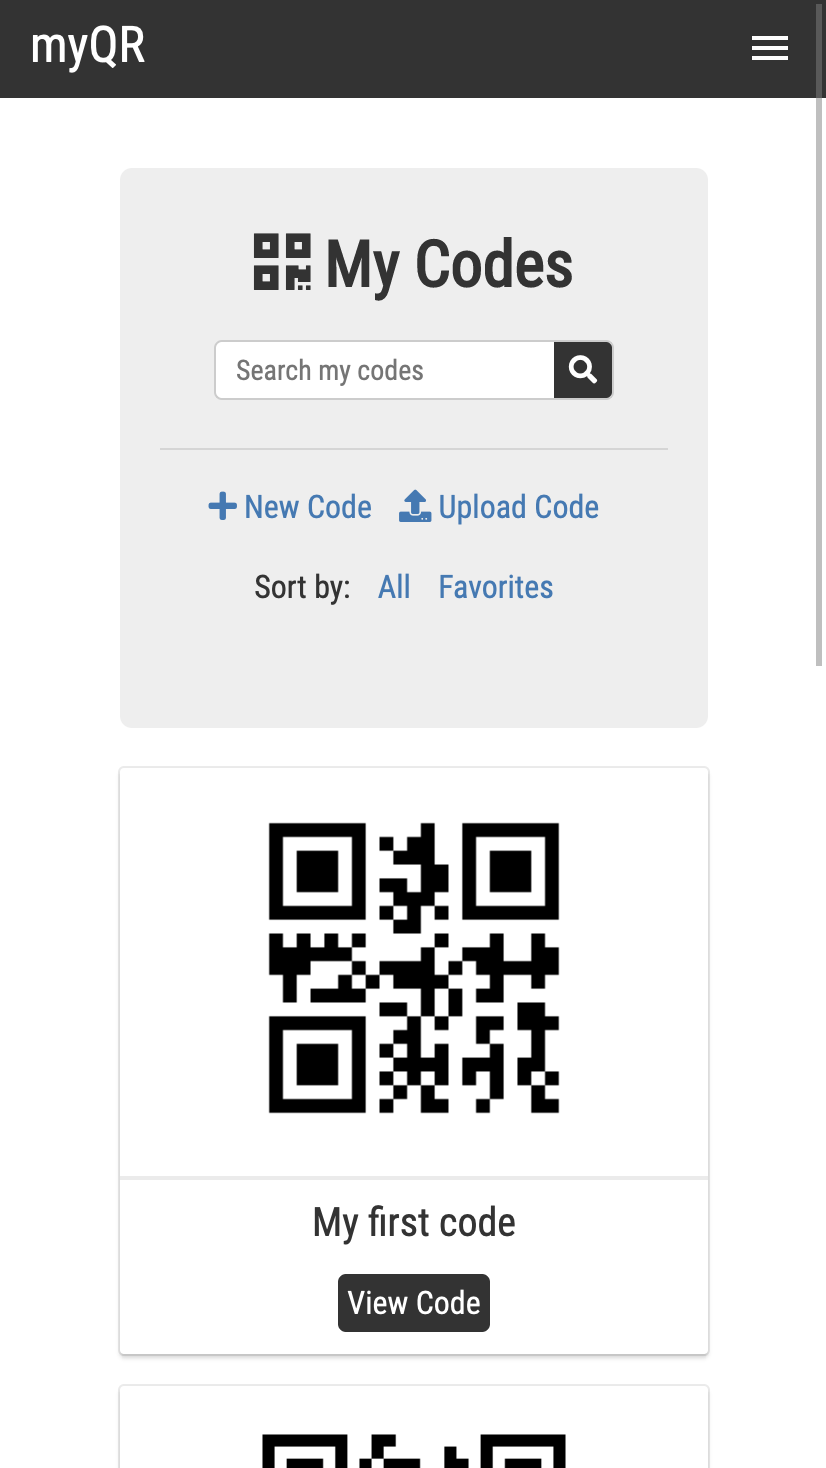 myQR
My Codes
Search my codes
New Code Upload Code
Sort by: All Favorites
My first code
View Code